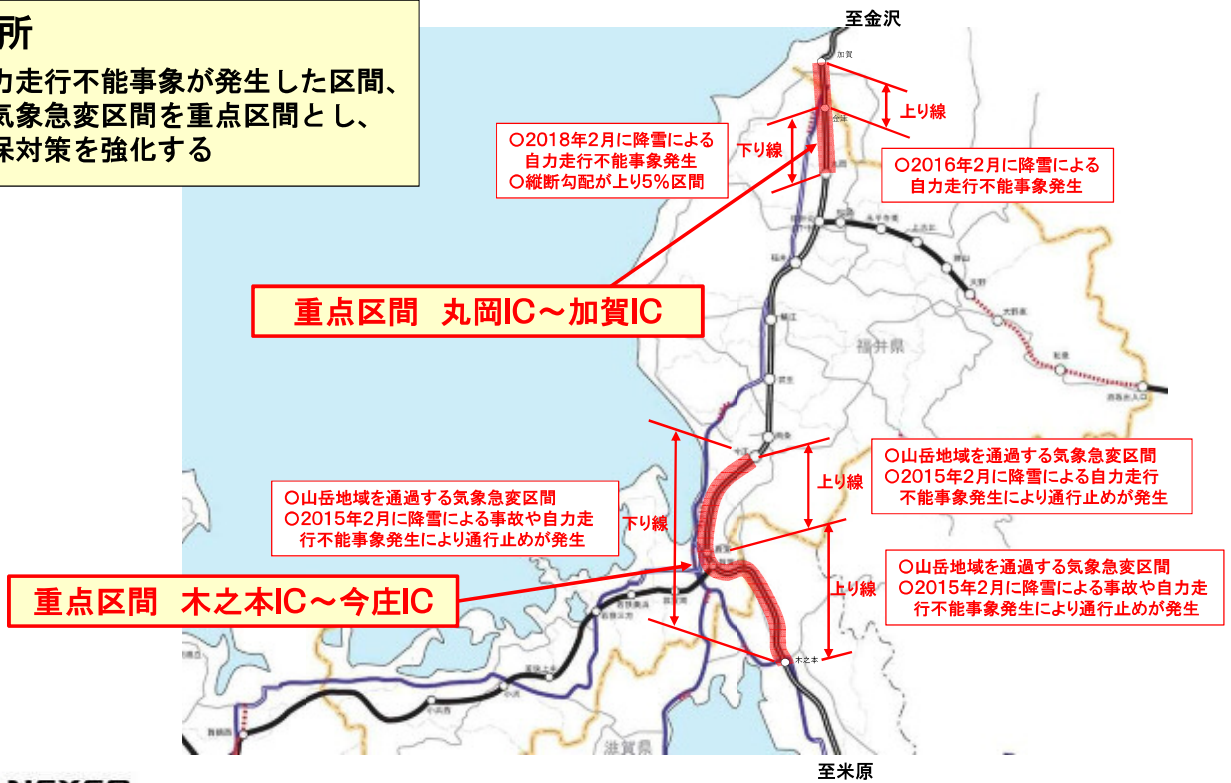 所
力走行不能事象が発生した区間、
気象急変区間を重点区間とし、
保対策を強化する
至金沢
加賀
上り線
○2018年2月に降雪による
自力走行不能事象発生
○縦断勾配が上り5%区間
下り線
○2016年2月に降雪による
自力走行不能事象発生
重点区間 丸岡IC～加賀IC
福井県
大野
○山岳地域を通過する気象急変区間
○2015年2月に降雪による自力走行
不能事象発生により通行止めが発生
上り線
○山岳地域を通過する気象急変区間
○2015年2月に降雪による事故や自力走
行不能事象発生により通行止めが発生
下り線
○山岳地域を通過する気象急変区間
○2015年2月に降雪による事故や自力走
行不能事象発生により通行止めが発生
上り線
重点区間 木之本IC～今庄IC
木之本
滋賀県
至米原